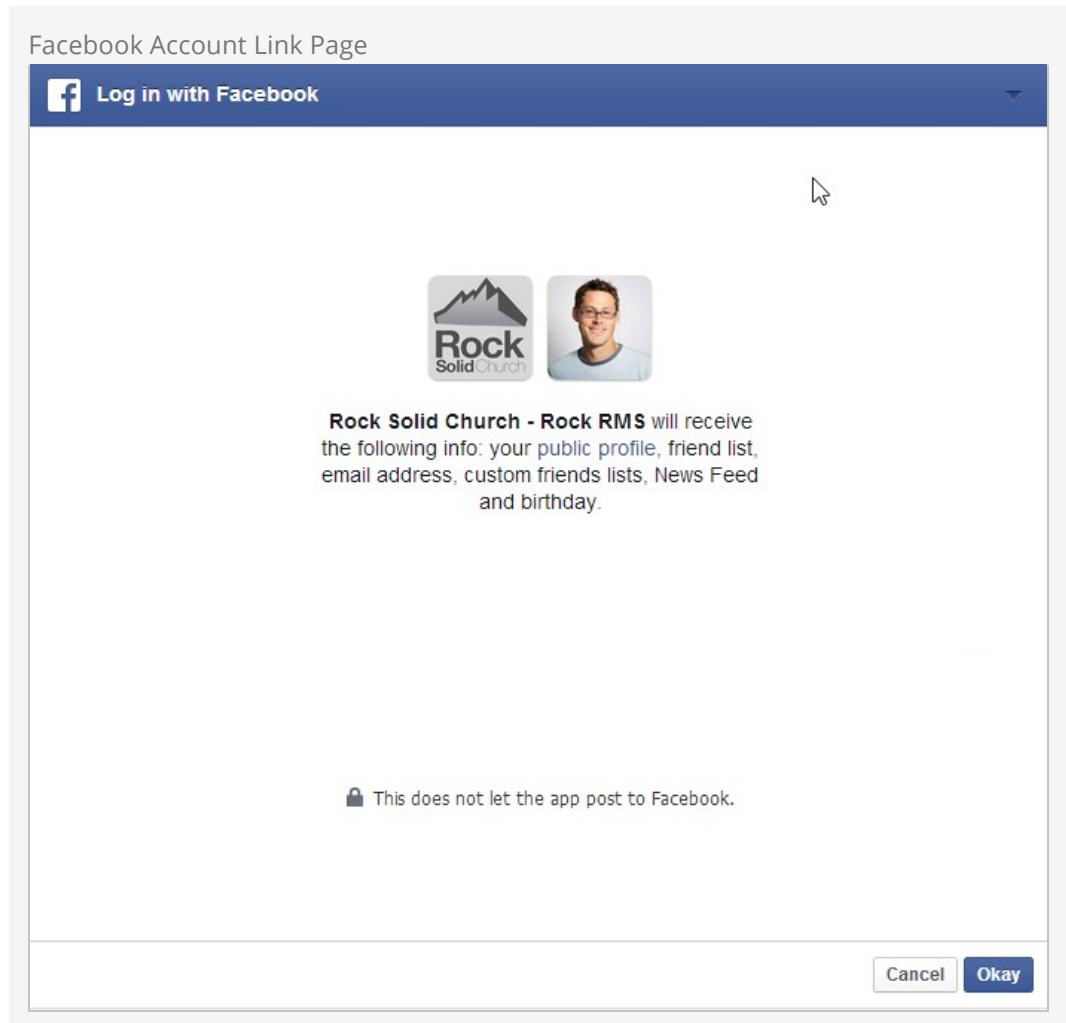 Facebook Account Link Page
f Log in with Facebook
Rock
Solid Church
Rock Solid Church - Rock RMS will receive
the following info: your public profile, friend list,
email address, custom friends lists, News Feed
and birthday.
This does not let the app post to Facebook.
Cancel Okay